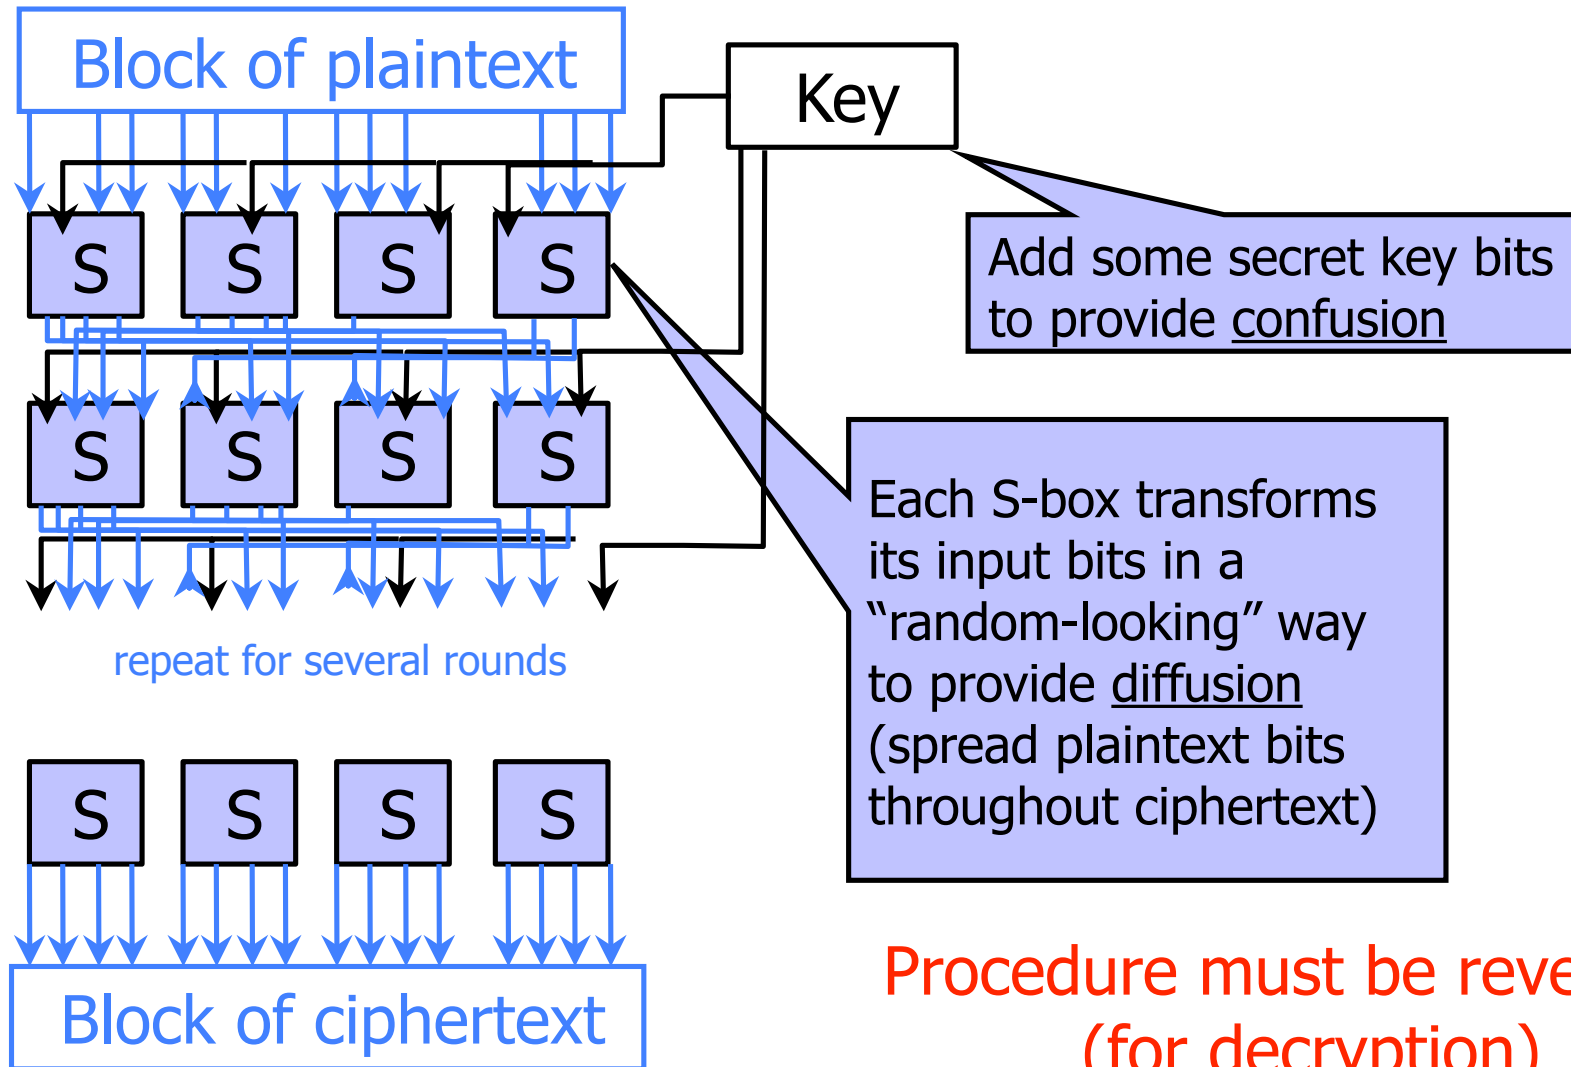 Block of plaintext
Key
S S S S
Add some secret key bits
to provide confusion
S S S S
Each S-box transforms
its input bits in a
“random-looking” way
to provide diffusion
(spread plaintext bits
throughout ciphertext)
repeat for several rounds
S S S S
Block of ciphertext
Procedure must be
(for decryption)